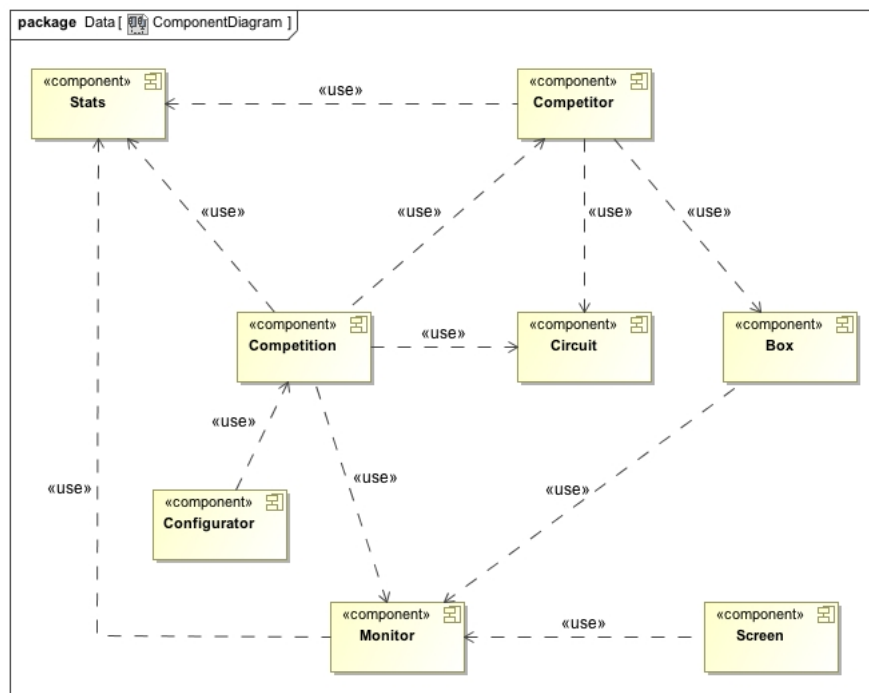 package Data [ ComponentDiagram ]
«component»
Stats
«use»
«component»
Competitor
«use»
«use»
«use»
«use»
«component»
Competition
«use»
«component»
Circuit
«component»
Box
«use»
«component»
Configurator
«use»
«use»
«use»
«component»
Monitor
«use»
«component»
Screen